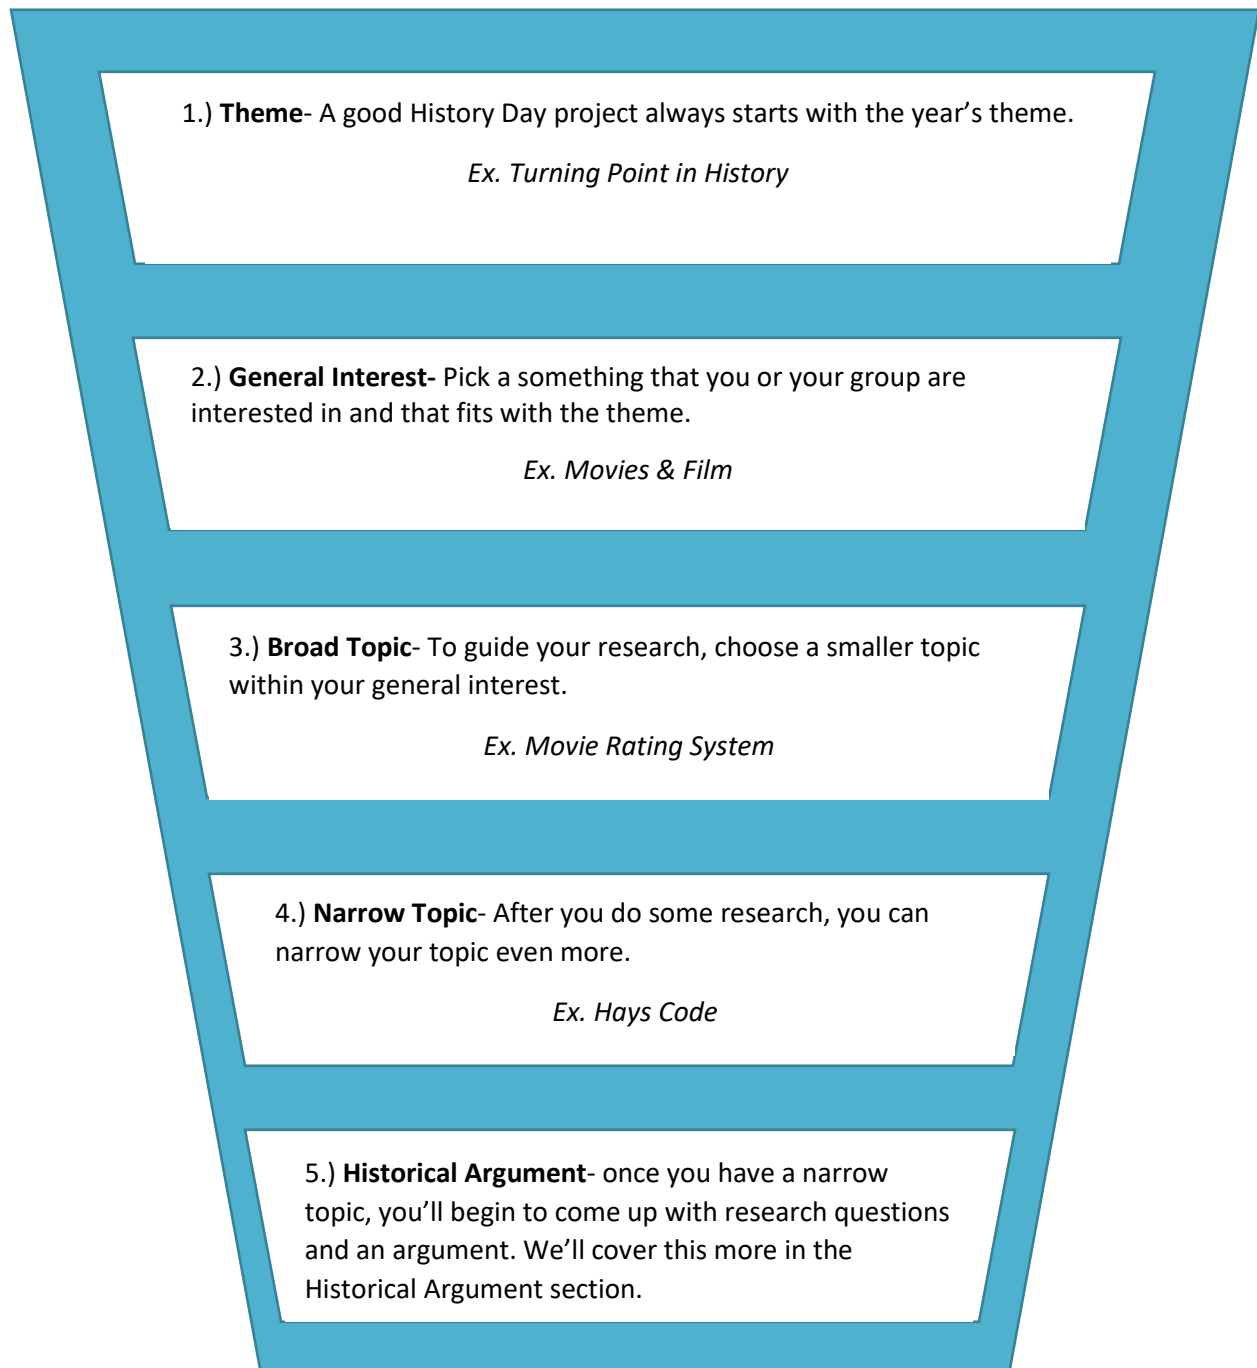 1.) Theme- A good History Day project always starts with the year’s theme.
Ex. Turning Point in History
2.) General Interest- Pick a something that you or your group are
interested in and that fits with the theme.
Ex. Movies & Film
3.) Broad Topic- To guide your research, choose a smaller topic
within your general interest.
Ex. Movie Rating System
4.) Narrow Topic- After you do some research, you can
narrow your topic even more.
Ex. Hays Code
5.) Historical Argument- once you have a narrow
topic, you’ll begin to come up with research questions
and an argument. We’ll cover this more in the
Historical Argument section.